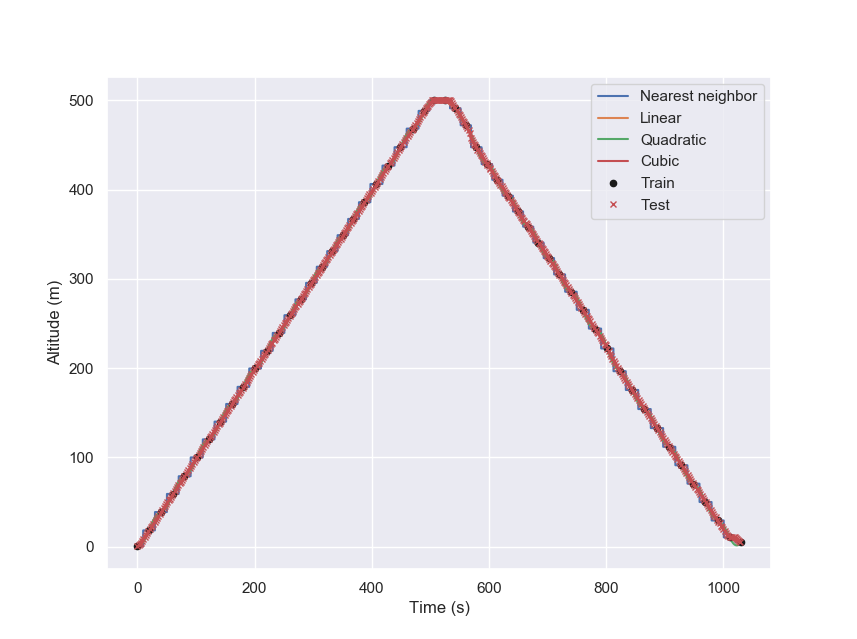 Nearest neighbor
Linear
Quadratic
Cubic
Train
Test
500
400
300
200
100
0
Altitude (m)
0 200 400 600 800 1000
Time (s)